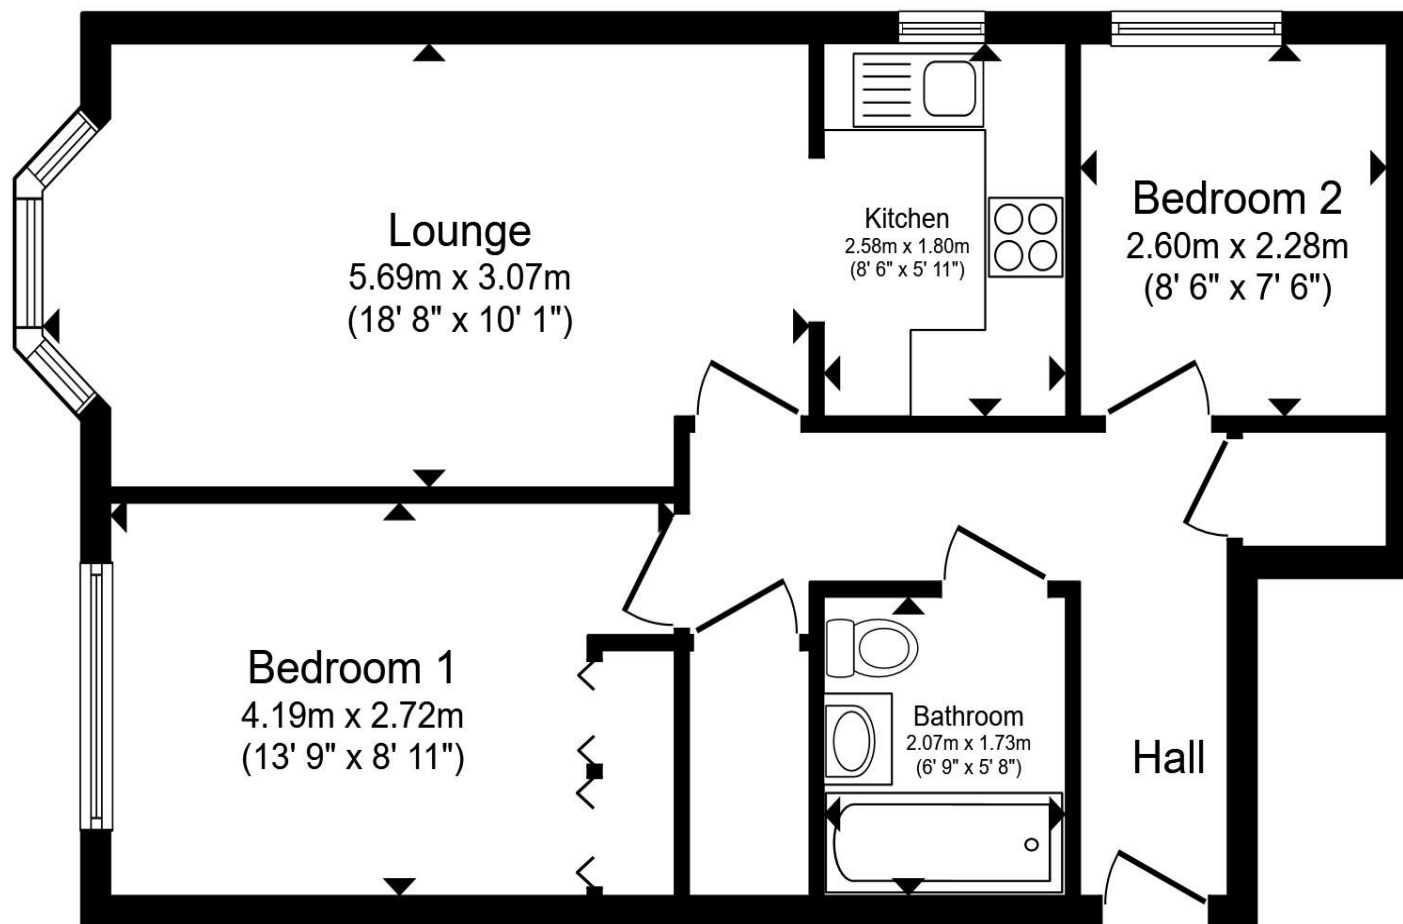 Lounge
5.69m x 3.07m
(18' 8" x 10' 1")
Kitchen
2.58m x 1.80m
(8' 6" x 5' 11")
Bedroom 2
2.60m x 2.28m
(8' 6" x 7' 6")
Bedroom 1
4.19m x 2.72m
(13' 9" x 8' 11")
Bathroom
2.07m x 1.73m
(6' 9" x 5' 8")
Hall